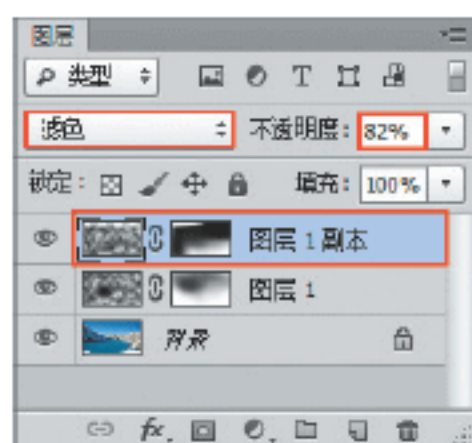 图层
类型
滤色 不透明度: 82%
锁定: 填充: 100%
图层 1 副本
图层 1
背景
fx.